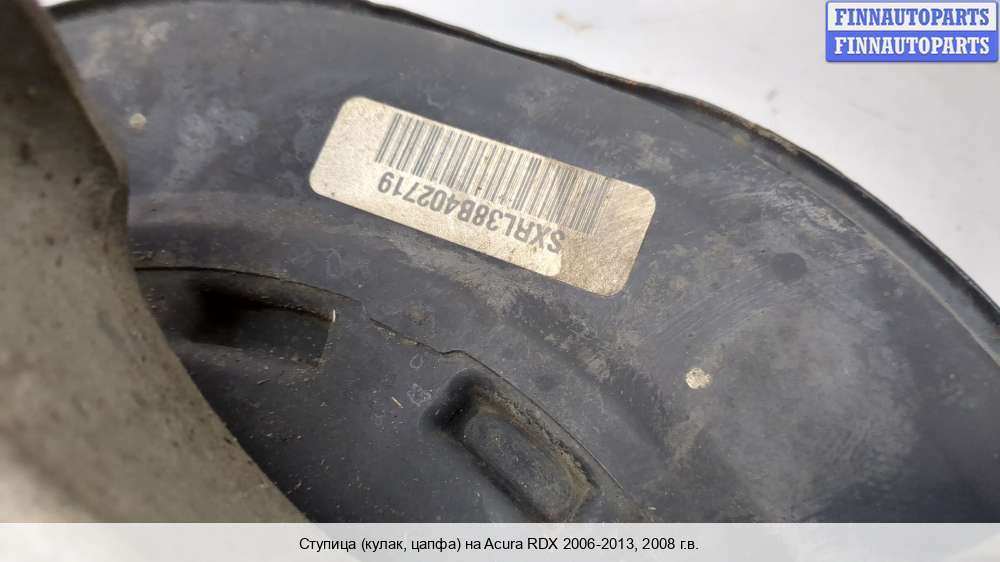 FINNAUTOPARTS
FINNAUTOPARTS
SXRL38B402719
Ступица (кулак, цапфа) на Acura RDX 2006-2013, 2008 г.в.